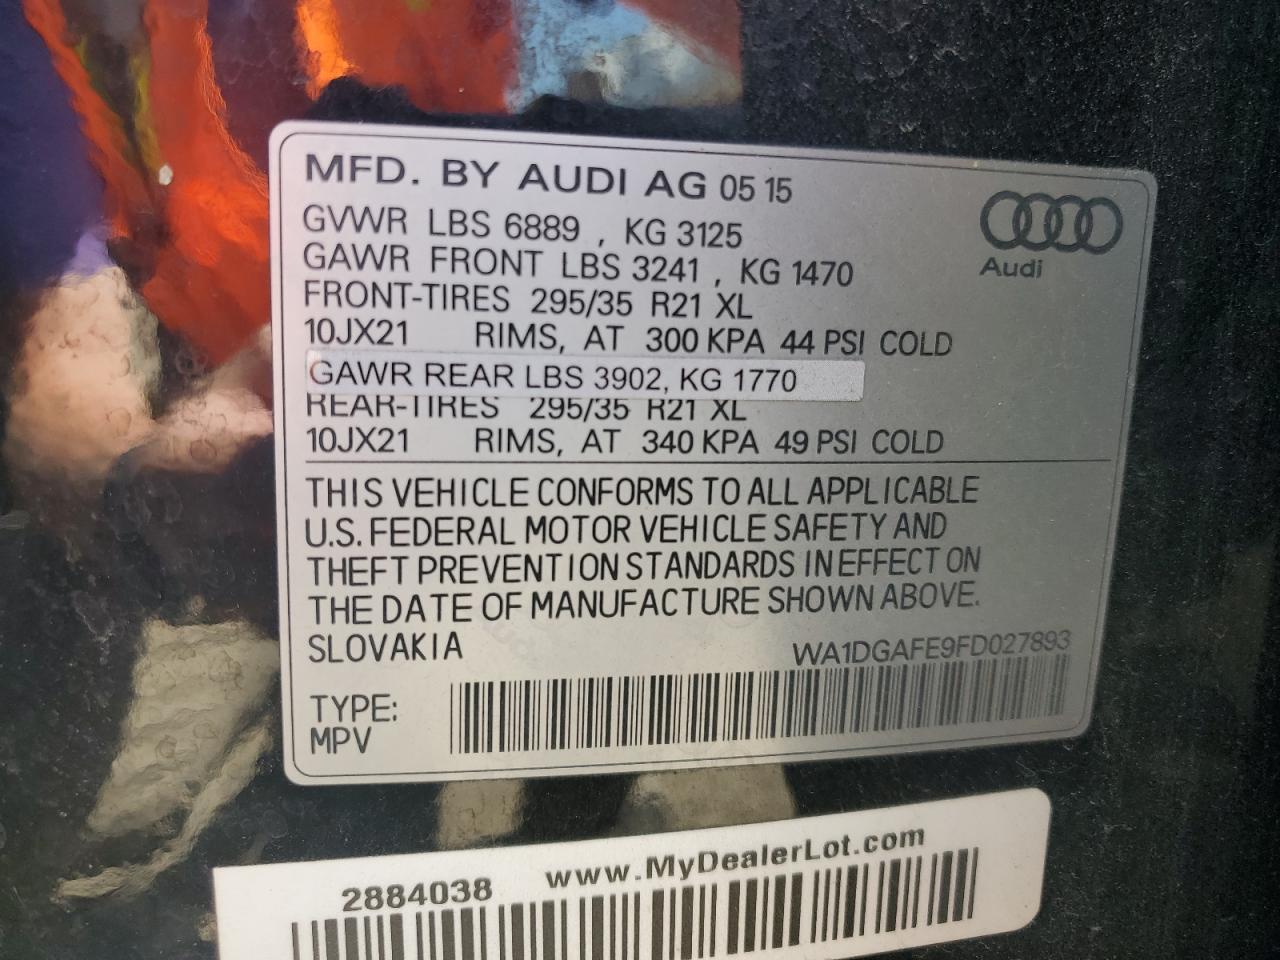 MFD. BY AUDI AG 05 15
GVWR LBS 6889 , KG 3125
GAWR FRONT LBS 3241 , KG 1470
Audi
FRONT-TIRES 295/35 R21 XL
10JX21 RIMS, AT 300 KPA 44 PSI COLD
GAWR REAR LBS 3902, KG 1770
REAR-TIRES 295/35 R21 XL
10JX21 RIMS, AT 340 KPA 49 PSI COLD
THIS VEHICLE CONFORMS TO ALL APPLICABLE
U.S. FEDERAL MOTOR VEHICLE SAFETY AND
THEFT PREVENTION STANDARDS IN EFFECT ON
THE DATE OF MANUFACTURE SHOWN ABOVE.
SLOVAKIA WA1DGAFE9FD027893
TYPE:
MPV
2884038 www.MyDealerLot.com